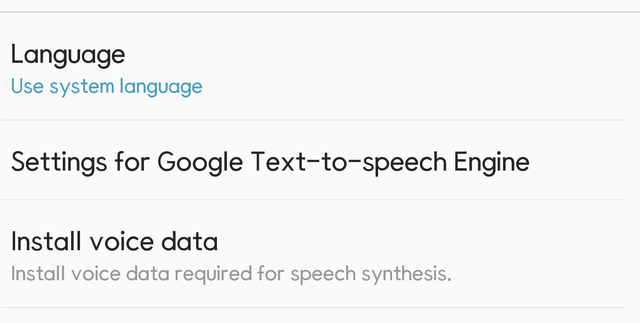 Language
Use system language
Settings for Google Text-to-speech Engine
Install voice data
Install voice data required for speech synthesis.